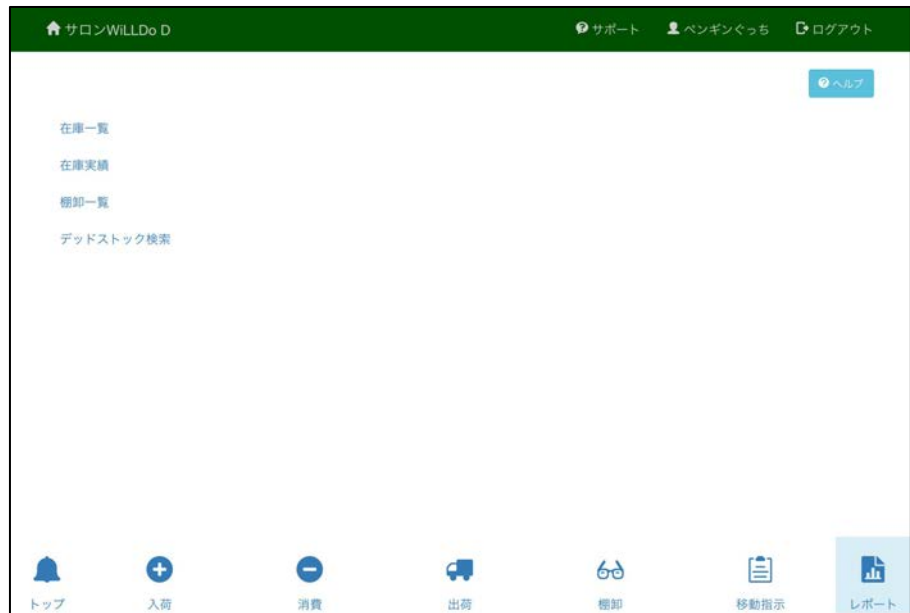 サロンWiLLDo D
サポート
ペンギンぐっち
ログアウト
ヘルプ
在庫一覧
在庫実績
棚卸一覧
デッドストック検索
トップ
入荷
消費
出荷
棚卸
移動指示
レポート